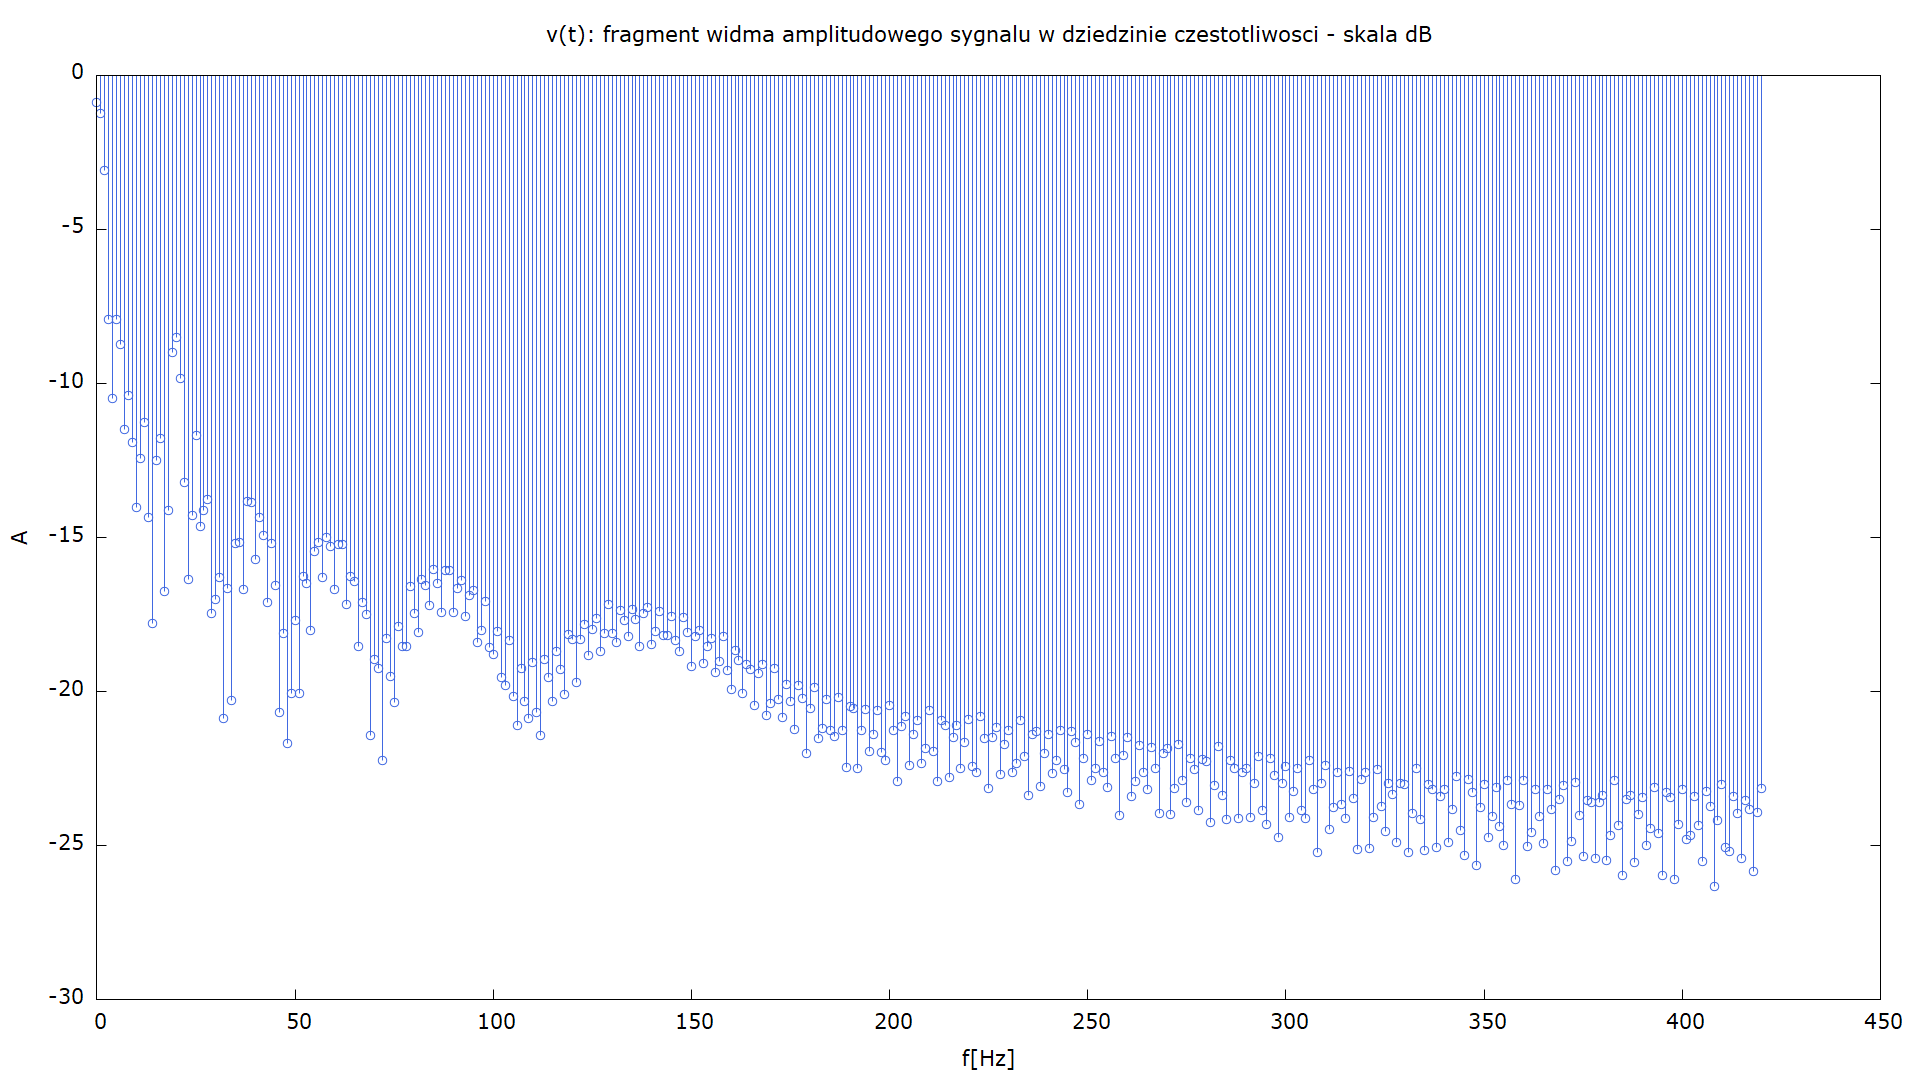 v(t): fragment widma amplitudowego sygnalu w dziedzinie czestotliwosci - skala dB
0
-5
-10
-15
-20
-25
-30
A
0 50 100 150 200 250 300 350 400 450
f[Hz]